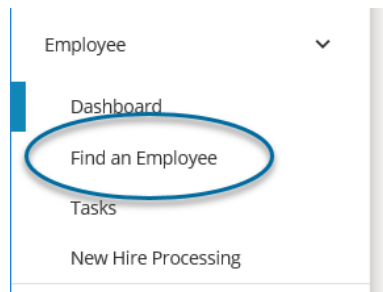 Employee
Dashboard
Find an Employee
Tasks
New Hire Processing